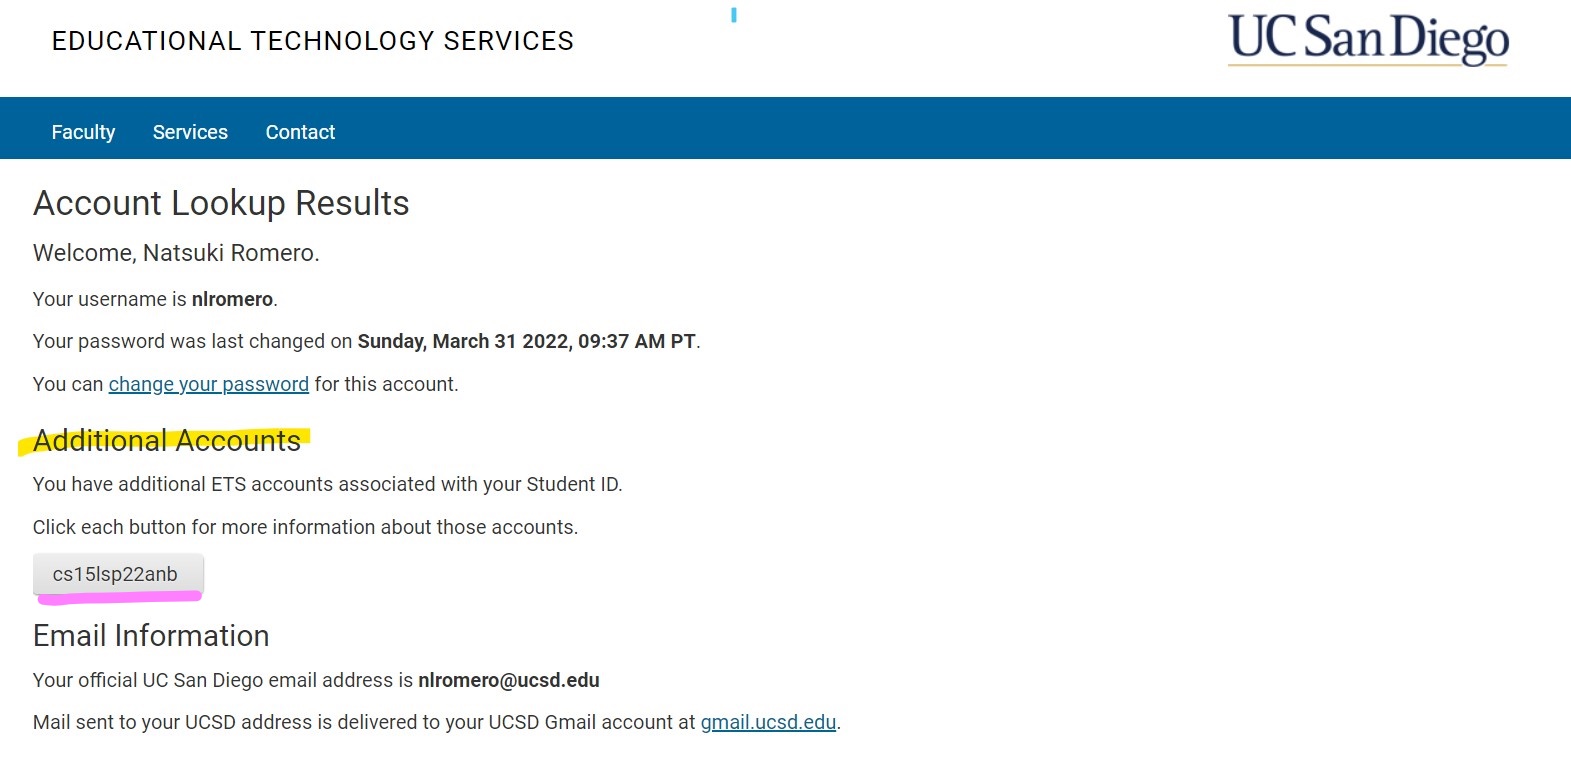 EDUCATIONAL TECHNOLOGY SERVICES
UC San Diego
Faculty Services Contact
Account Lookup Results
Welcome, Natsuki Romero.
Your username is nlromero.
Your password was last changed on Sunday, March 31 2022, 09:37 AM PT.
You can change your password for this account.
Additional Accounts
You have additional ETS accounts associated with your Student ID.
Click each button for more information about those accounts.
cs15lsp22anb
Email Information
Your official UC San Diego email address is nlromero@ucsd.edu
Mail sent to your UCSD address is delivered to your UCSD Gmail account at gmail.ucsd.edu.